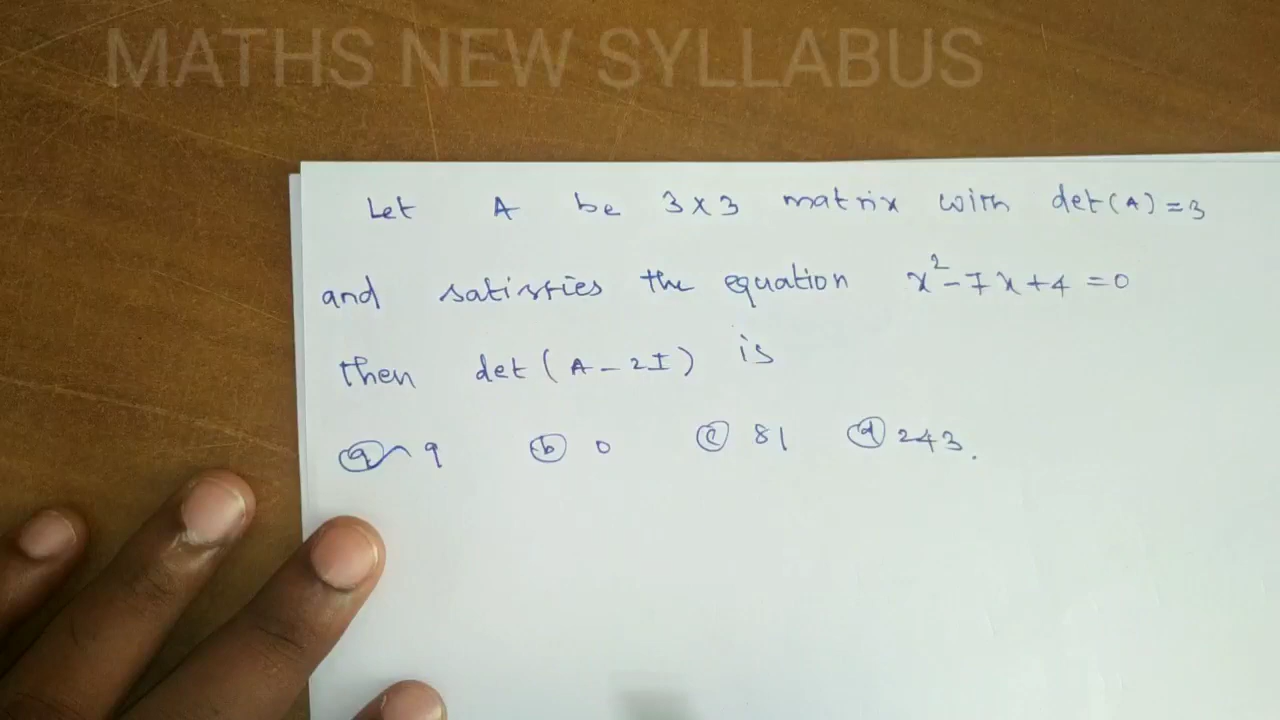 MATHS NEW SYLLABUS
Let A be 3x3 matrix with det(A)=3
and satisfies the equation x²-7x+4=0
then det(A-2I) is
(a) 9 (b) 0 (c) 81 (d) 243.